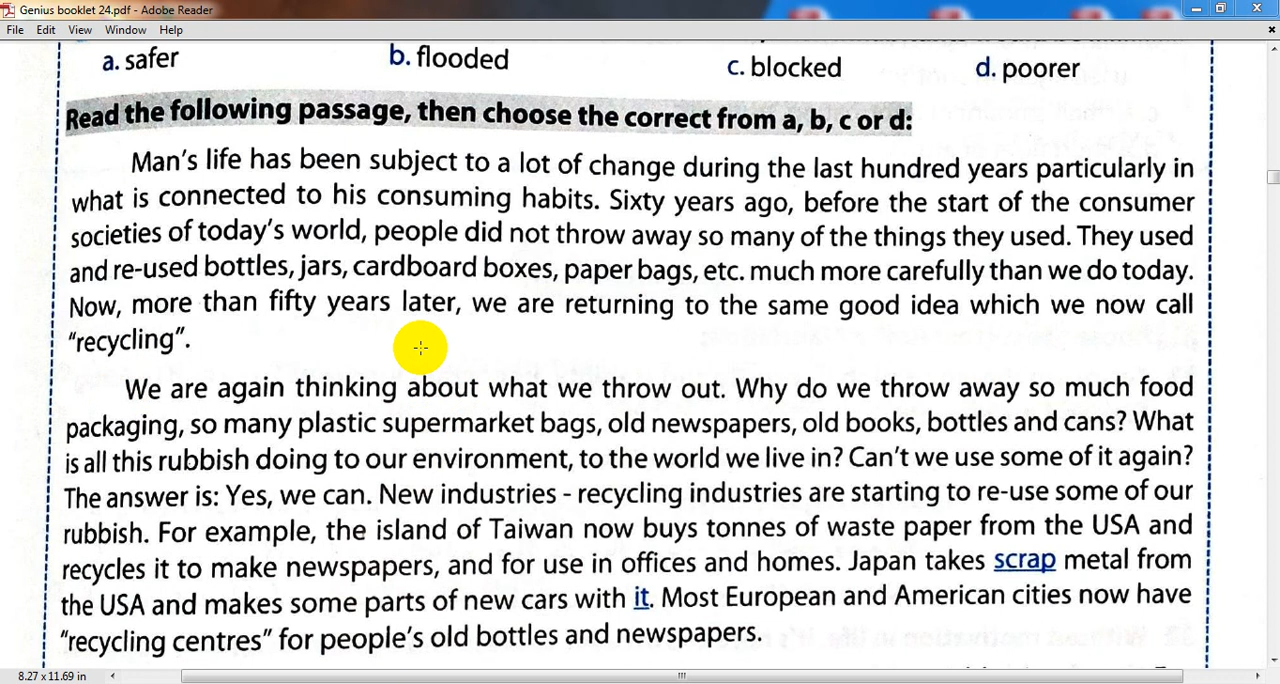 Genius booklet 24.pdf - Adobe Reader
File Edit View Window Help
a. safer b. flooded c. blocked d. poorer
Read the following passage, then choose the correct from a, b, c or d:
Man's life has been subject to a lot of change during the last hundred years particularly in
what is connected to his consuming habits. Sixty years ago, before the start of the consumer
societies of today's world, people did not throw away so many of the things they used. They used
and re-used bottles, jars, cardboard boxes, paper bags, etc. much more carefully than we do today.
Now, more than fifty years later, we are returning to the same good idea which we now call
"recycling".
We are again thinking about what we throw out. Why do we throw away so much food
packaging, so many plastic supermarket bags, old newspapers, old books, bottles and cans? What
is all this rubbish doing to our environment, to the world we live in? Can't we use some of it again?
The answer is: Yes, we can. New industries - recycling industries are starting to re-use some of our
rubbish. For example, the island of Taiwan now buys tonnes of waste paper from the USA and
recycles it to make newspapers, and for use in offices and homes. Japan takes scrap metal from
the USA and makes some parts of new cars with it. Most European and American cities now have
"recycling centres" for people's old bottles and newspapers.
8.27 x 11.69 in